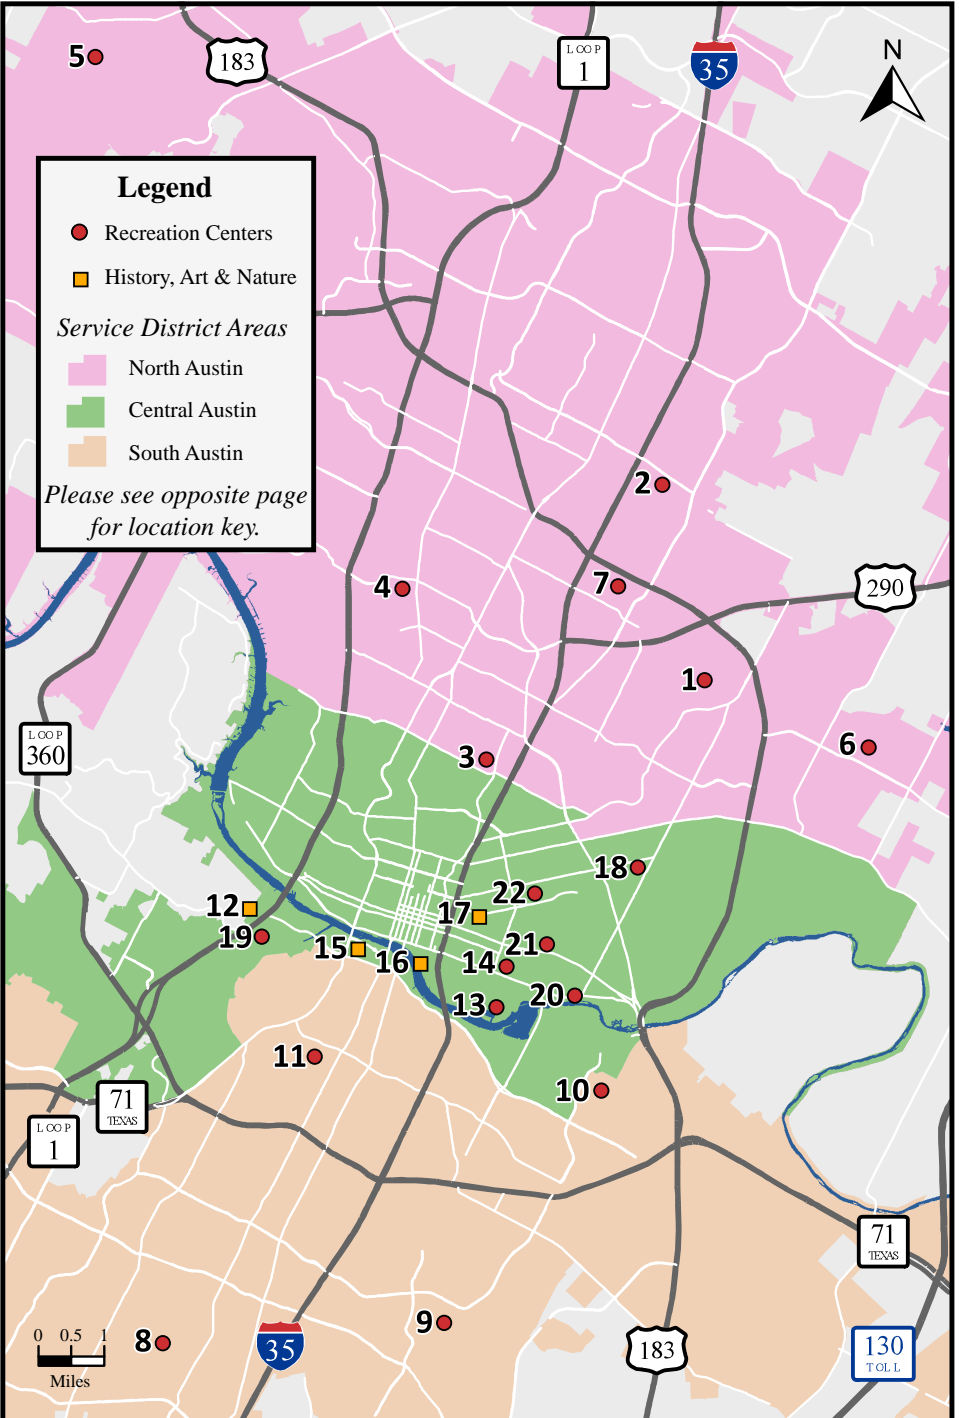 5
183
LOOP
1
35
N
Legend
Recreation Centers
History, Art & Nature
Service District Areas
North Austin
Central Austin
South Austin
Please see opposite page
for location key.
2
4
7
290
1
LOOP
360
3
6
18
22
12
17
19
15
21
16
14
13
20
11
10
71
TEXAS
LOOP
1
71
TEXAS
9
8
0 0.5 1
Miles
35
183
130
TOLL